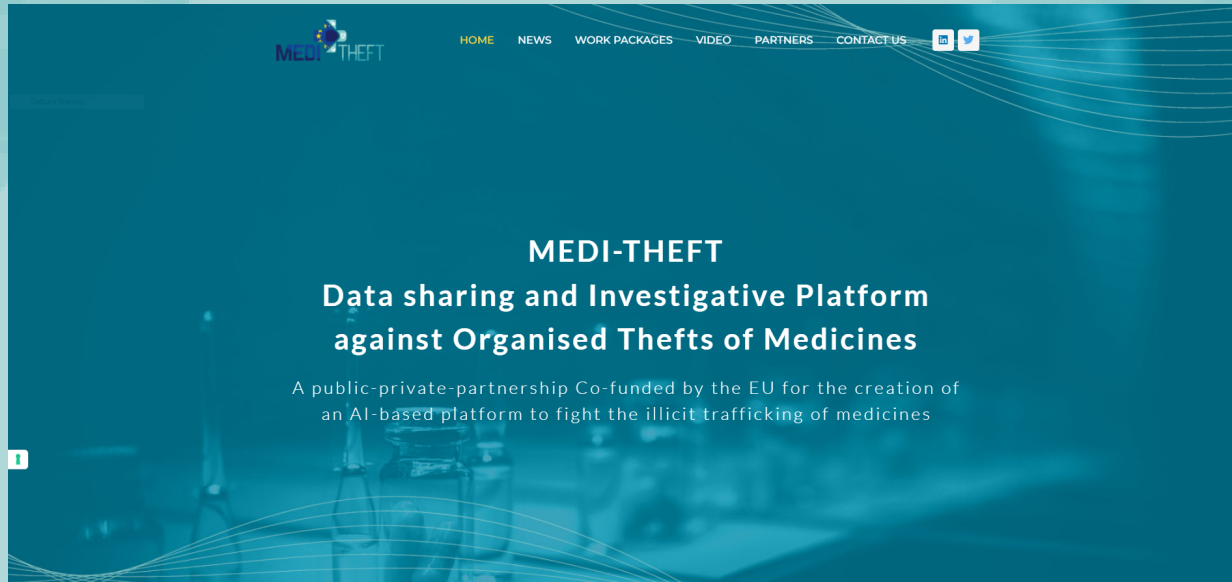 MEDI THEFT
HOME NEWS WORK PACKAGES VIDEO PARTNERS CONTACT US
MEDI-THEFT
Data sharing and Investigative Platform
against Organised Thefts of Medicines
A public-private-partnership Co-funded by the EU for the creation of
an AI-based platform to fight the illicit trafficking of medicines